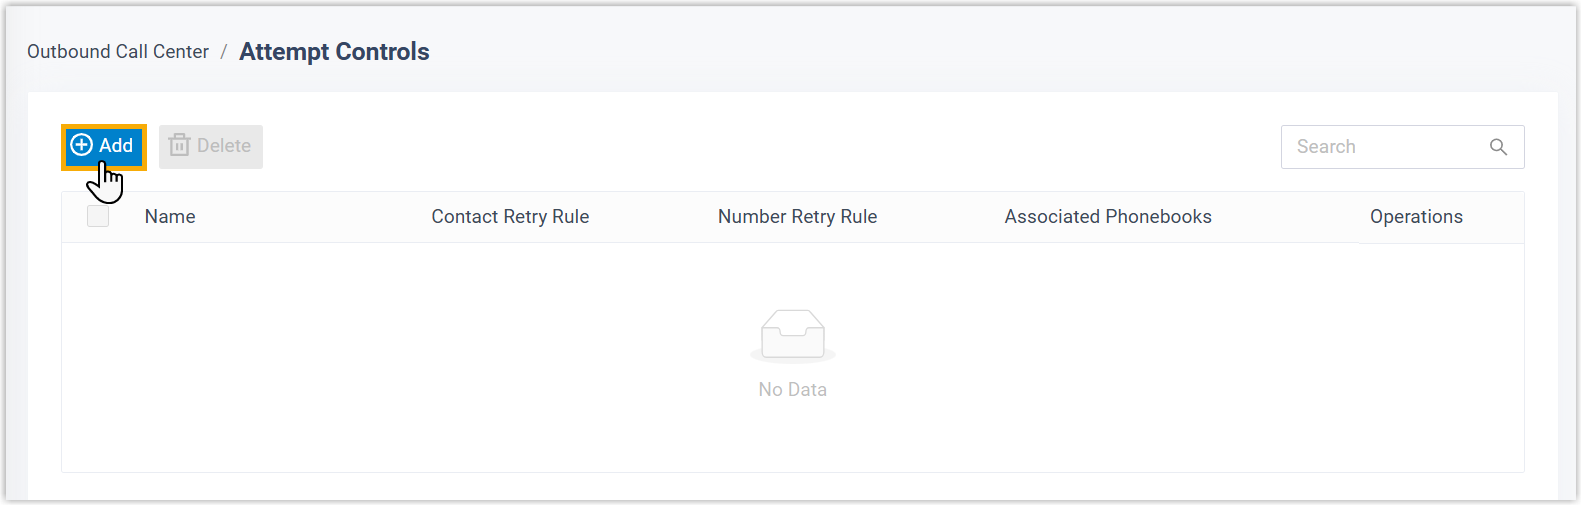 Outbound Call Center / Attempt Controls
Add Delete Search
Name Contact Retry Rule Number Retry Rule Associated Phonebooks Operations
No Data